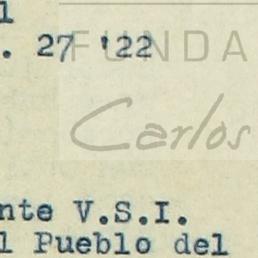 l
. 27 '22
FUNDA
Carlos
nte V.S.I.
l Pueblo del